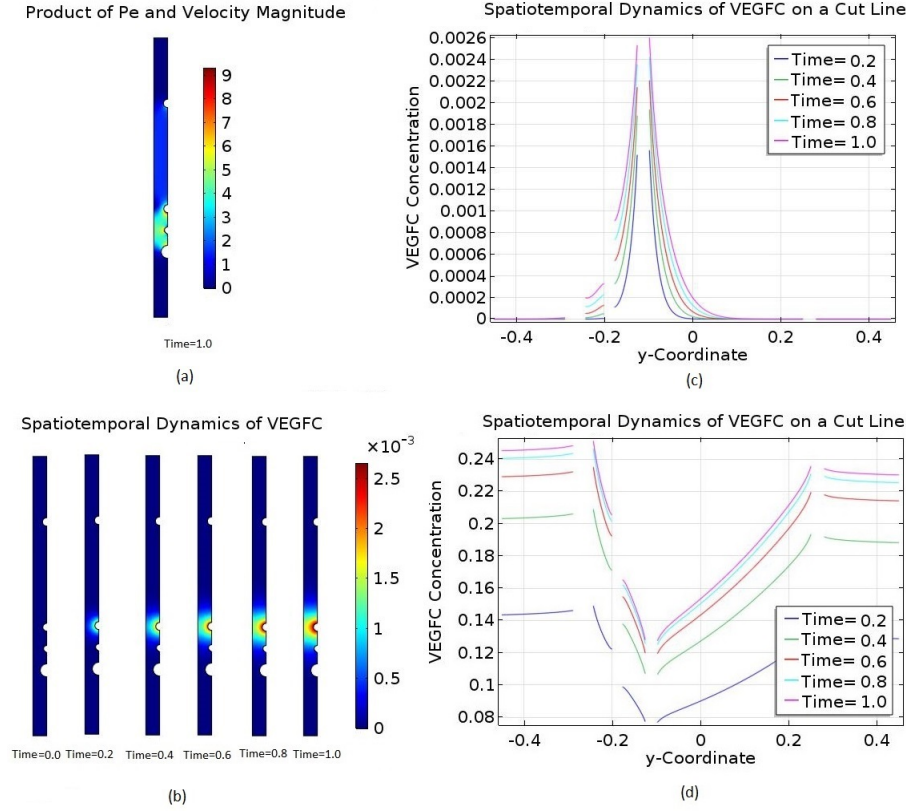 Product of Pe and Velocity Magnitude
9
8
7
6
5
4
3
2
1
0
Time=1.0
(a)
Spatiotemporal Dynamics of VEGFC on a Cut Line
0.0026
0.0024
0.0022
0.002
0.0018
0.0016
0.0014
0.0012
0.001
0.0008
0.0006
0.0004
0.0002
0
VEGFC Concentration
Time= 0.2
Time= 0.4
Time= 0.6
Time= 0.8
Time= 1.0
-0.4 -0.2 0 0.2 0.4
y-Coordinate
(c)
Spatiotemporal Dynamics of VEGFC
×10⁻³
2.5
2
1.5
1
0.5
0
Time=0.0 Time=0.2 Time=0.4 Time=0.6 Time=0.8 Time=1.0
(b)
Spatiotemporal Dynamics of VEGFC on a Cut Line
0.24
0.22
0.2
0.18
0.16
0.14
0.12
0.1
0.08
VEGFC Concentration
Time= 0.2
Time= 0.4
Time= 0.6
Time= 0.8
Time= 1.0
-0.4 -0.2 0 0.2 0.4
y-Coordinate
(d)